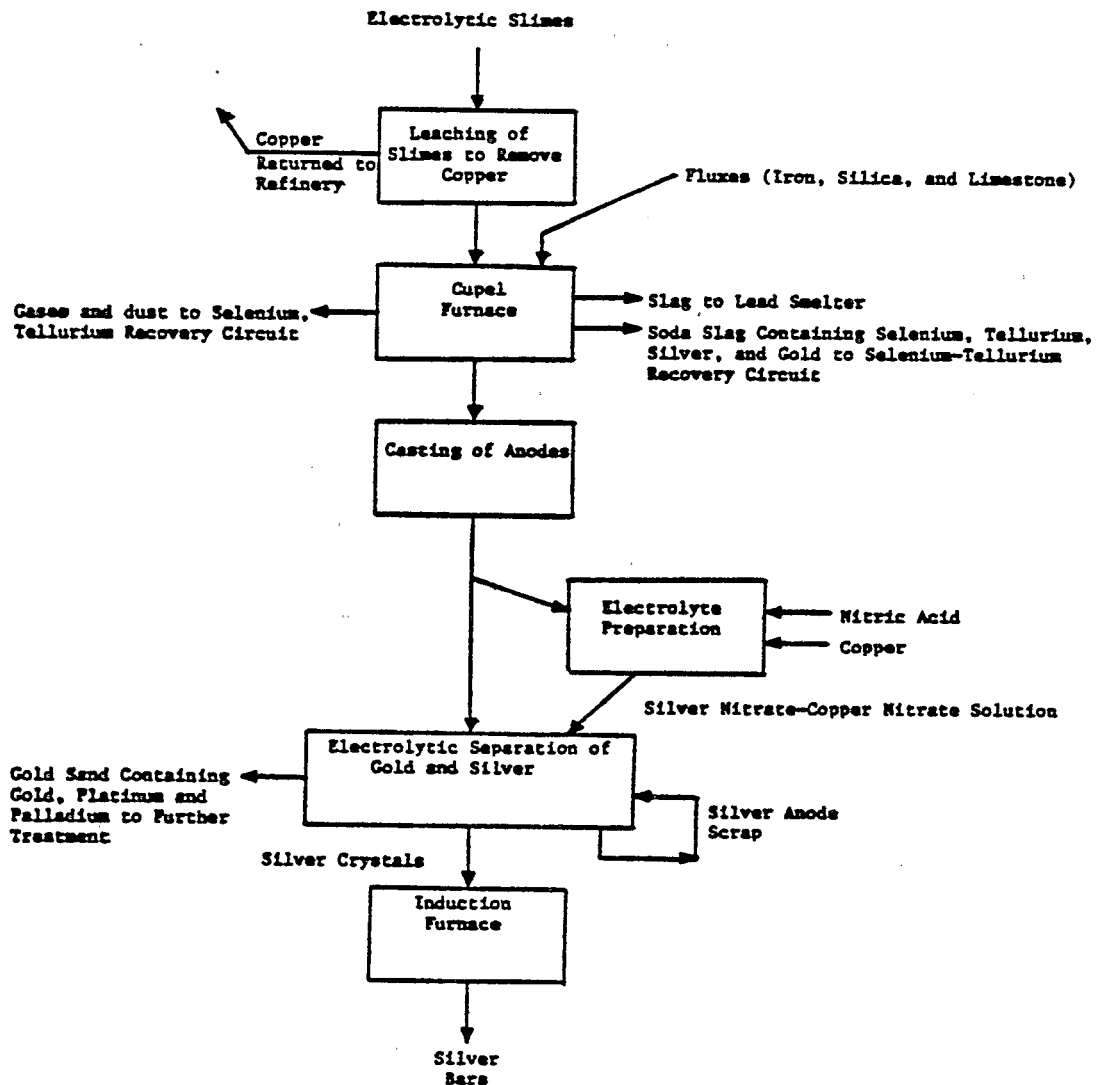 Electrolytic Slimes
Leaching of
Slimes to Remove
Copper
Copper
Returned to
Refinery
Fluxes (Iron, Silica, and Limestone)
Cupel
Furnace
Gases and dust to Selenium,
Tellurium Recovery Circuit
Slag to Lead Smelter
Soda Slag Containing Selenium, Tellurium,
Silver, and Gold to Selenium-Tellurium
Recovery Circuit
Casting of Anodes
Electrolyte
Preparation
Nitric Acid
Copper
Silver Nitrate-Copper Nitrate Solution
Electrolytic Separation of
Gold and Silver
Gold Sand Containing
Gold, Platinum and
Palladium to Further
Treatment
Silver Anode
Scrap
Silver Crystals
Induction
Furnace
Silver
Bars